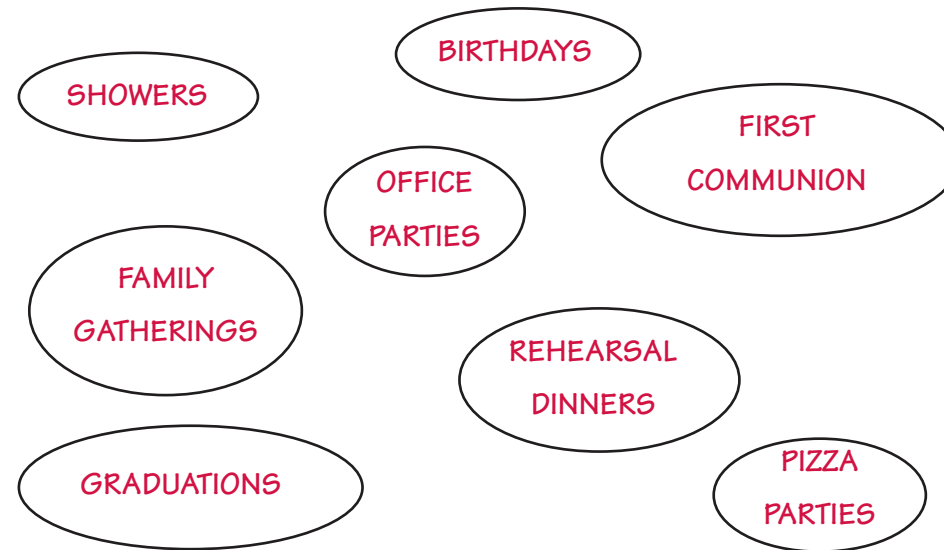 BIRTHDAYS
SHOWERS
FIRST
COMMUNION
OFFICE
PARTIES
FAMILY
GATHERINGS
REHEARSAL
DINNERS
GRADUATIONS
PIZZA
PARTIES